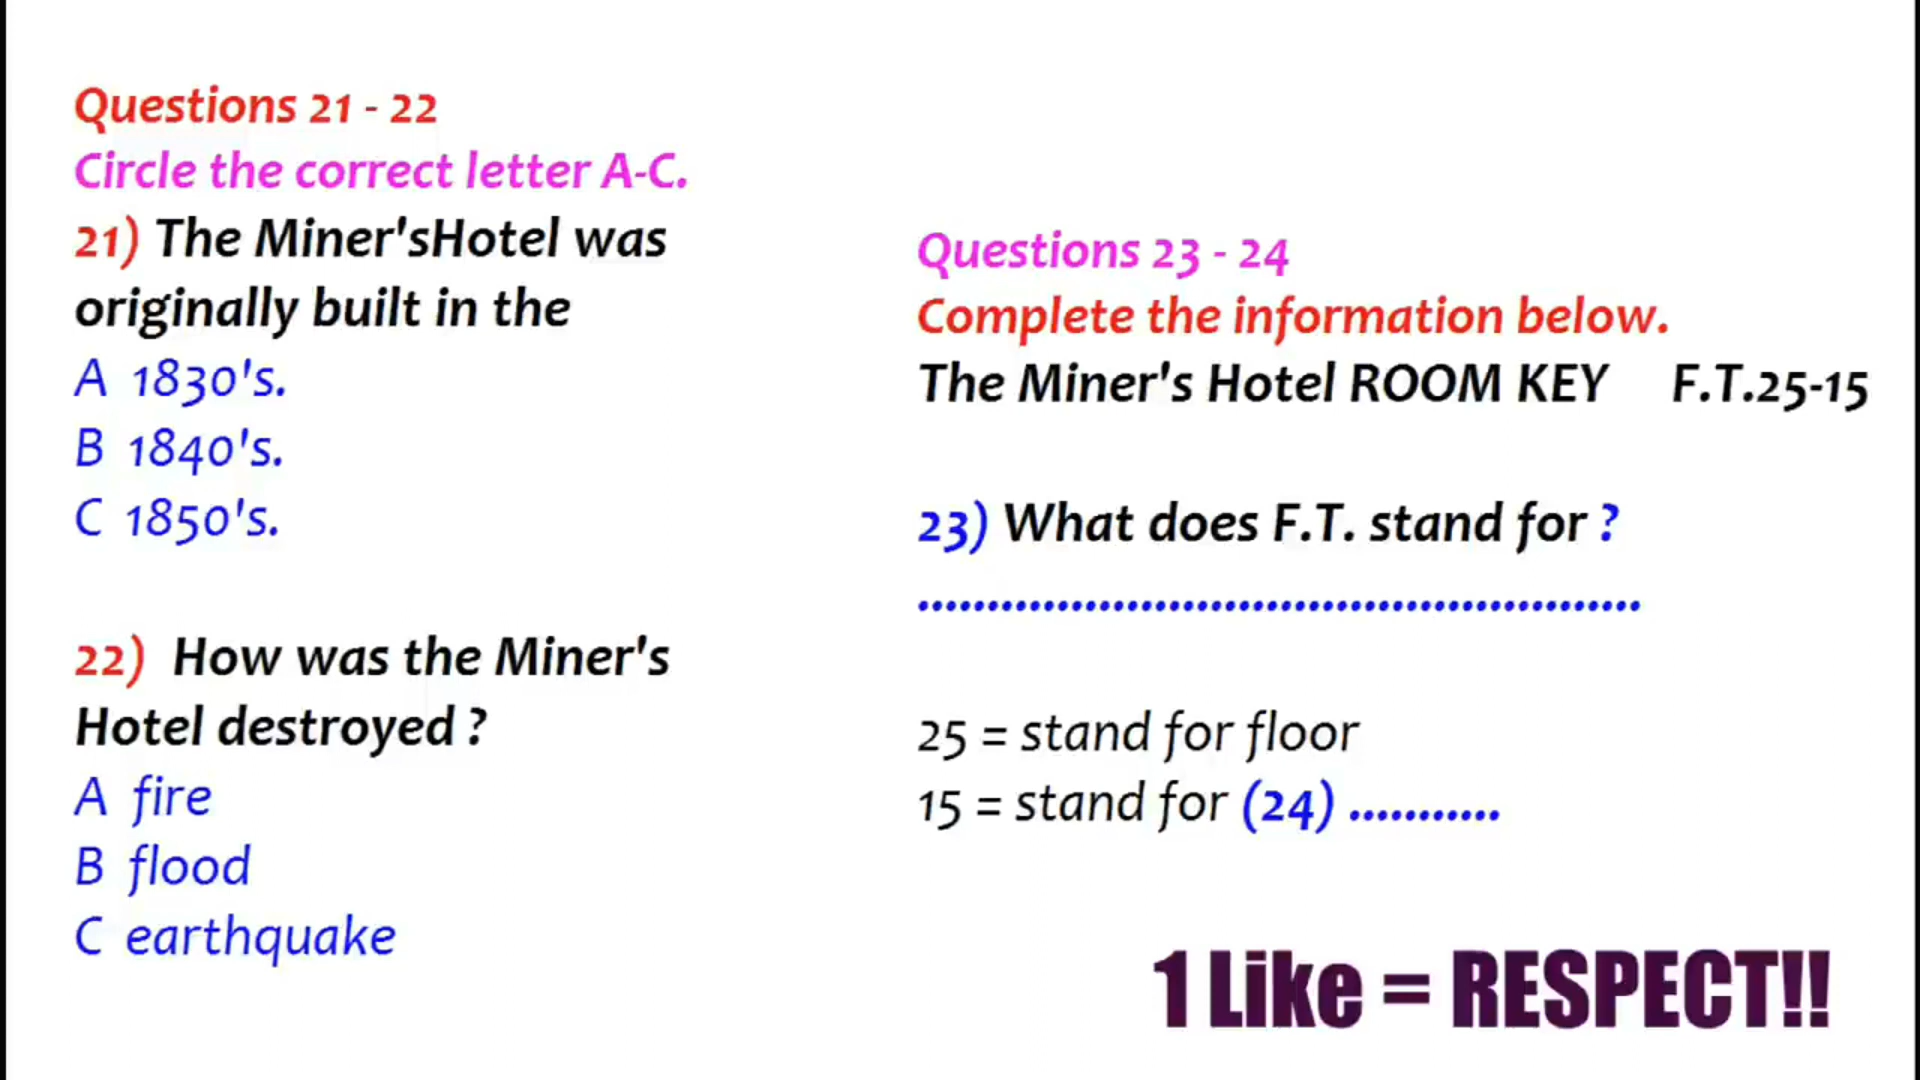 Questions 21 - 22
Circle the correct letter A-C.
21) The Miner'sHotel was
originally built in the
A 1830's.
B 1840's.
C 1850's.
22) How was the Miner's
Hotel destroyed ?
A fire
B flood
C earthquake
Questions 23 - 24
Complete the information below.
The Miner's Hotel ROOM KEY F.T.25-15
23) What does F.T. stand for ?
....................................................
25 = stand for floor
15 = stand for (24) ...........
1 Like = RESPECT!!